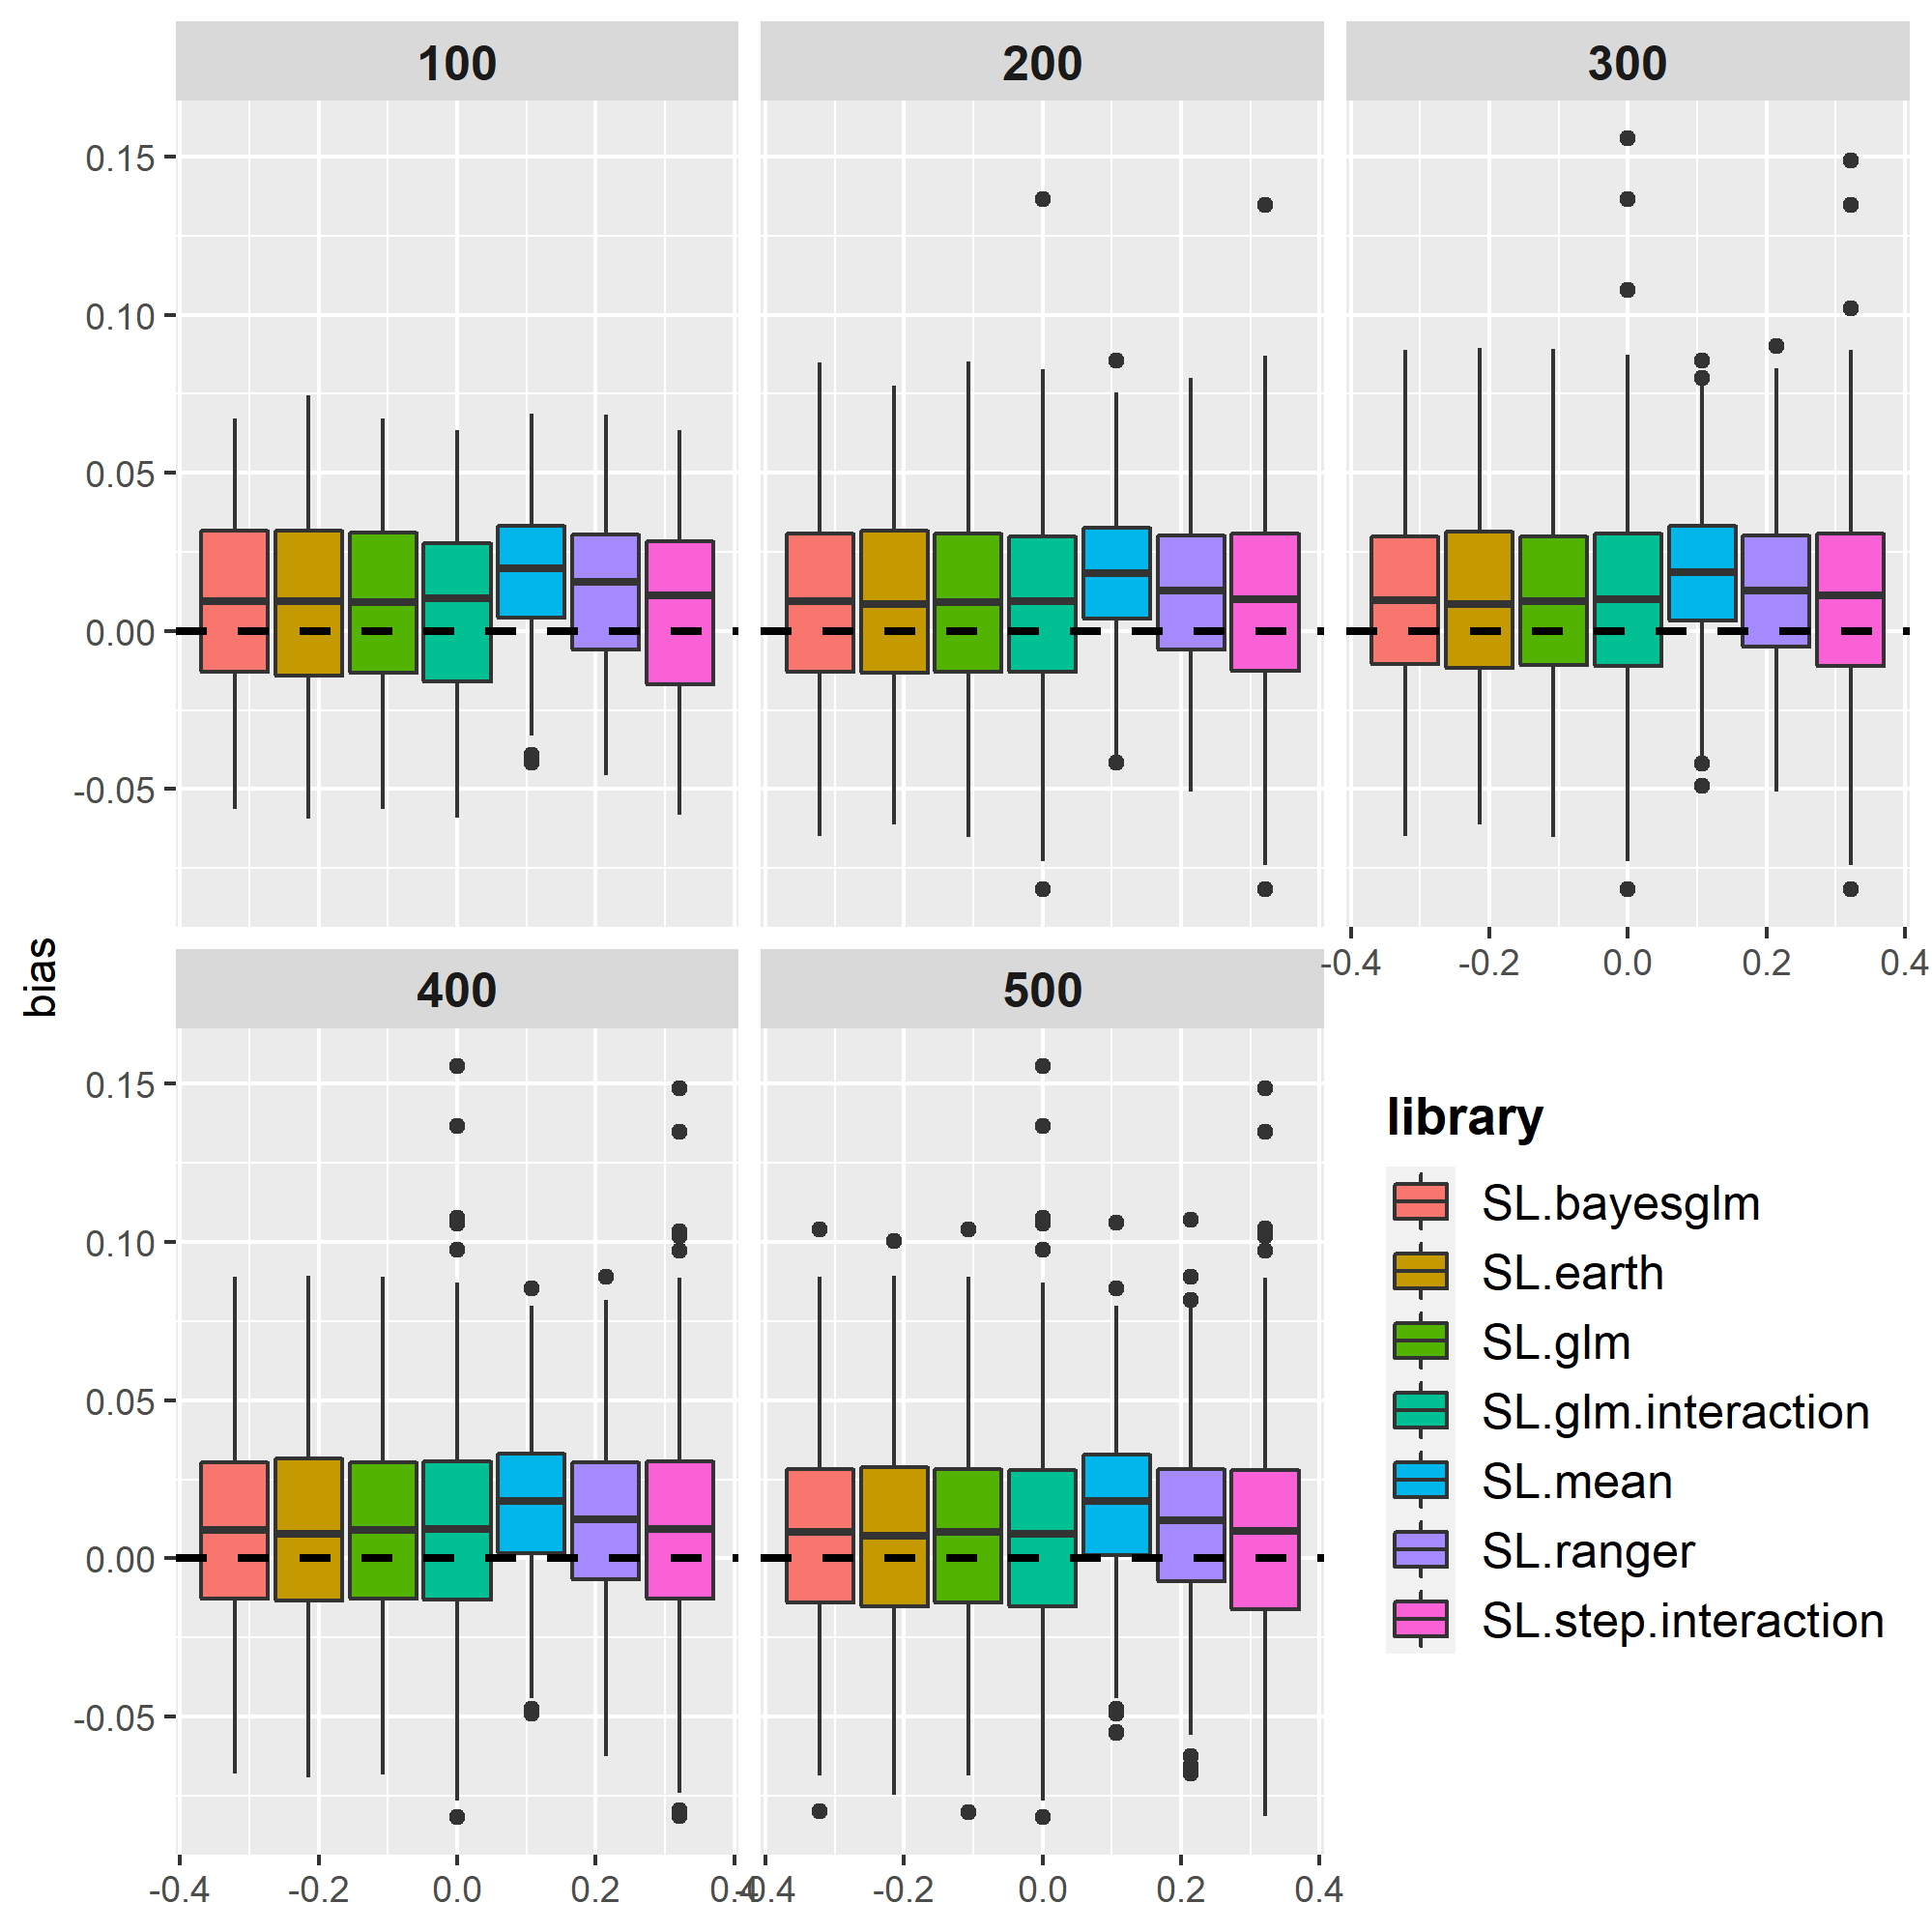 100
200
300
0.15
0.10
0.05
0.00
-0.05
-0.4 -0.2 0.0 0.2 0.4
bias
400
500
0.15
0.10
0.05
0.00
-0.05
-0.4 -0.2 0.0 0.2 0.4
-0.4 -0.2 0.0 0.2 0.4
library
SL.bayesglm
SL.earth
SL.glm
SL.glm.interaction
SL.mean
SL.ranger
SL.step.interaction